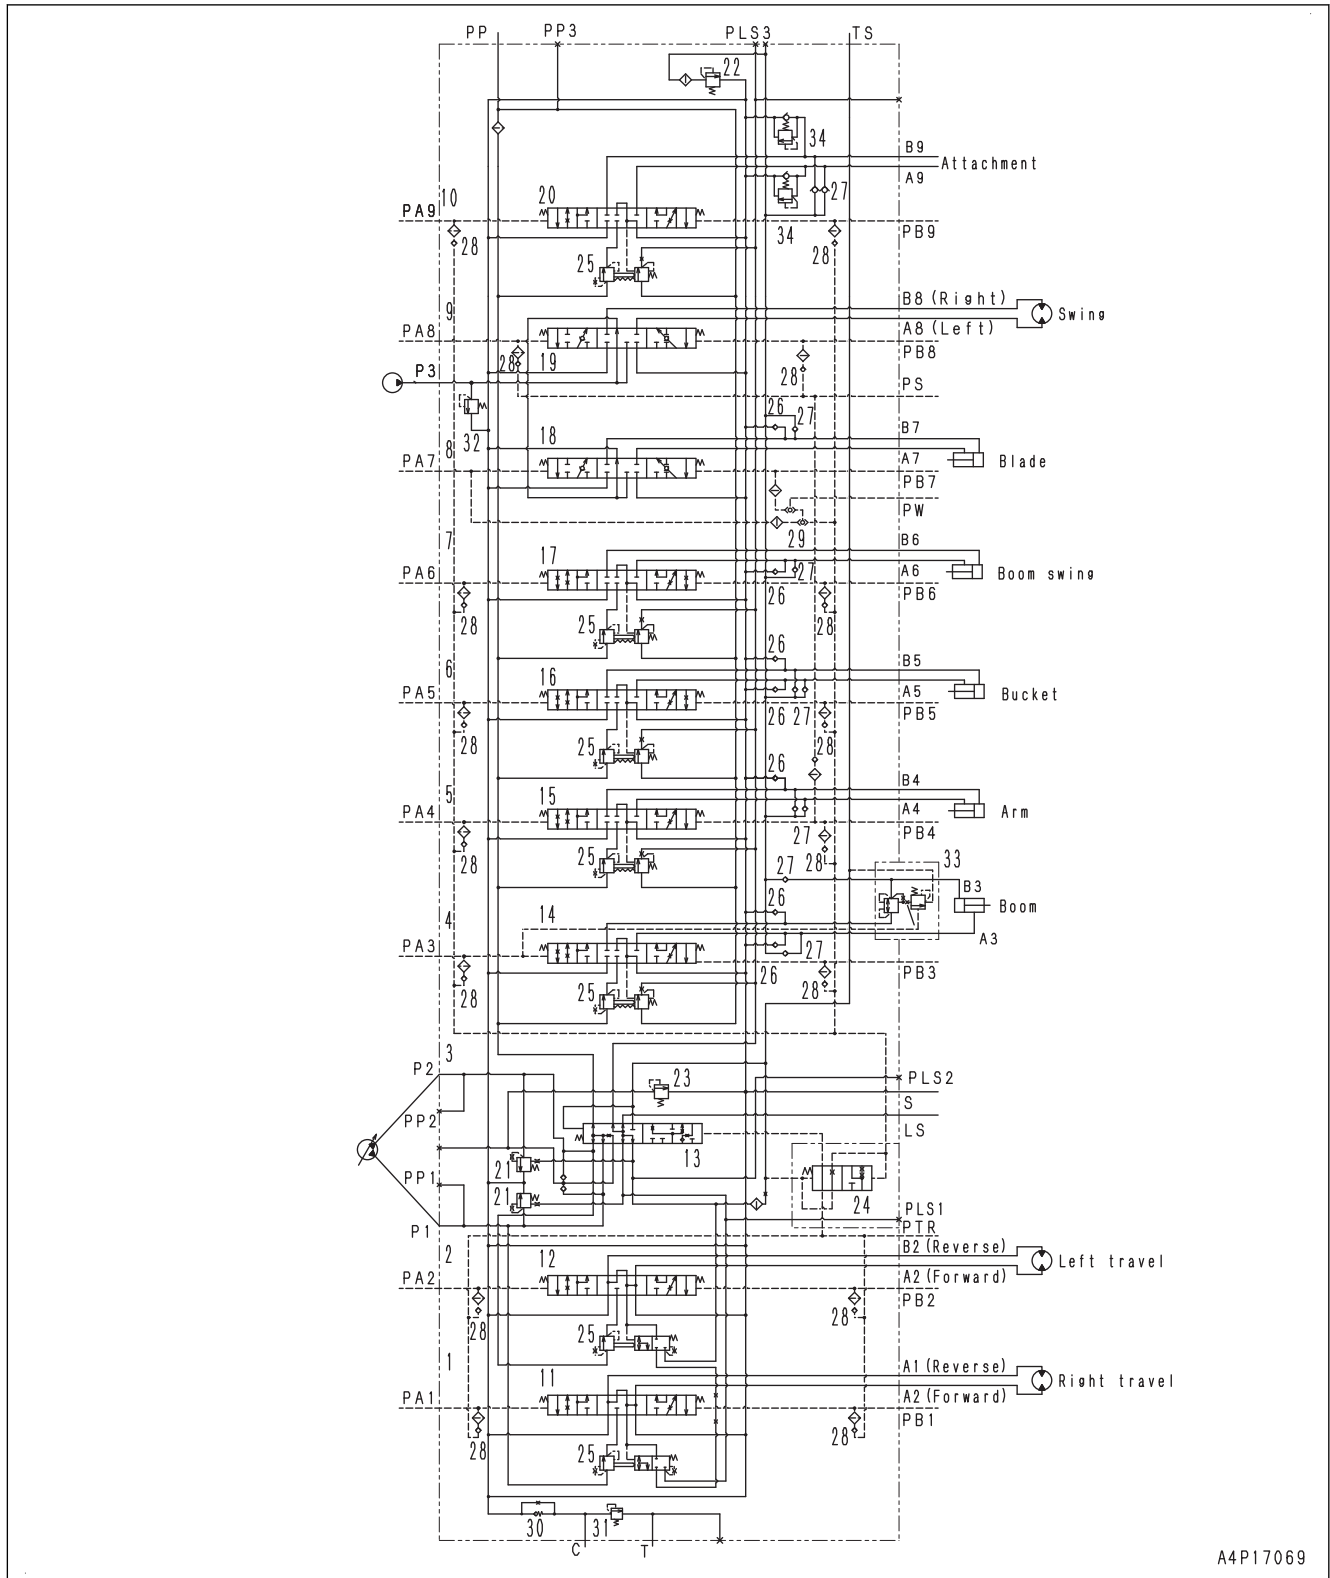 PP PP3 PLS3 TS
22
34
B9
Attachment
A9
27
10 20
PA9
PB9
34
28 28
25
9
B8 (Right)
Swing
A8 (Left)
PA8
PB8
28 19 28
P3
PS
26 27
32 18
B7
8
A7
Blade
PA7
PB7
PW
29
7 17
B6
PA6
A6
Boom swing
27
PB6
26
28 25 28
26
6 16
B5
PA5
A5
Bucket
26 27
PB5
28 25 28
26
5 15
B4
PA4
A4
Arm
27
PB4
28 25 28
33
27
B3
26
Boom
4 14
A3
PA3
27
26
PB3
28 25 28
3
P2
23
PLS2
PP2
S
LS
13
21
PP1
21
24
PLS1
P1
PTR
2 12
B2 (Reverse)
Left travel
PA2
A2 (Forward)
PB2
28 25 28
1 11
A1 (Reverse)
Right travel
PA1
A2 (Forward)
PB1
28 25 28
30 31
C T
A4P17069